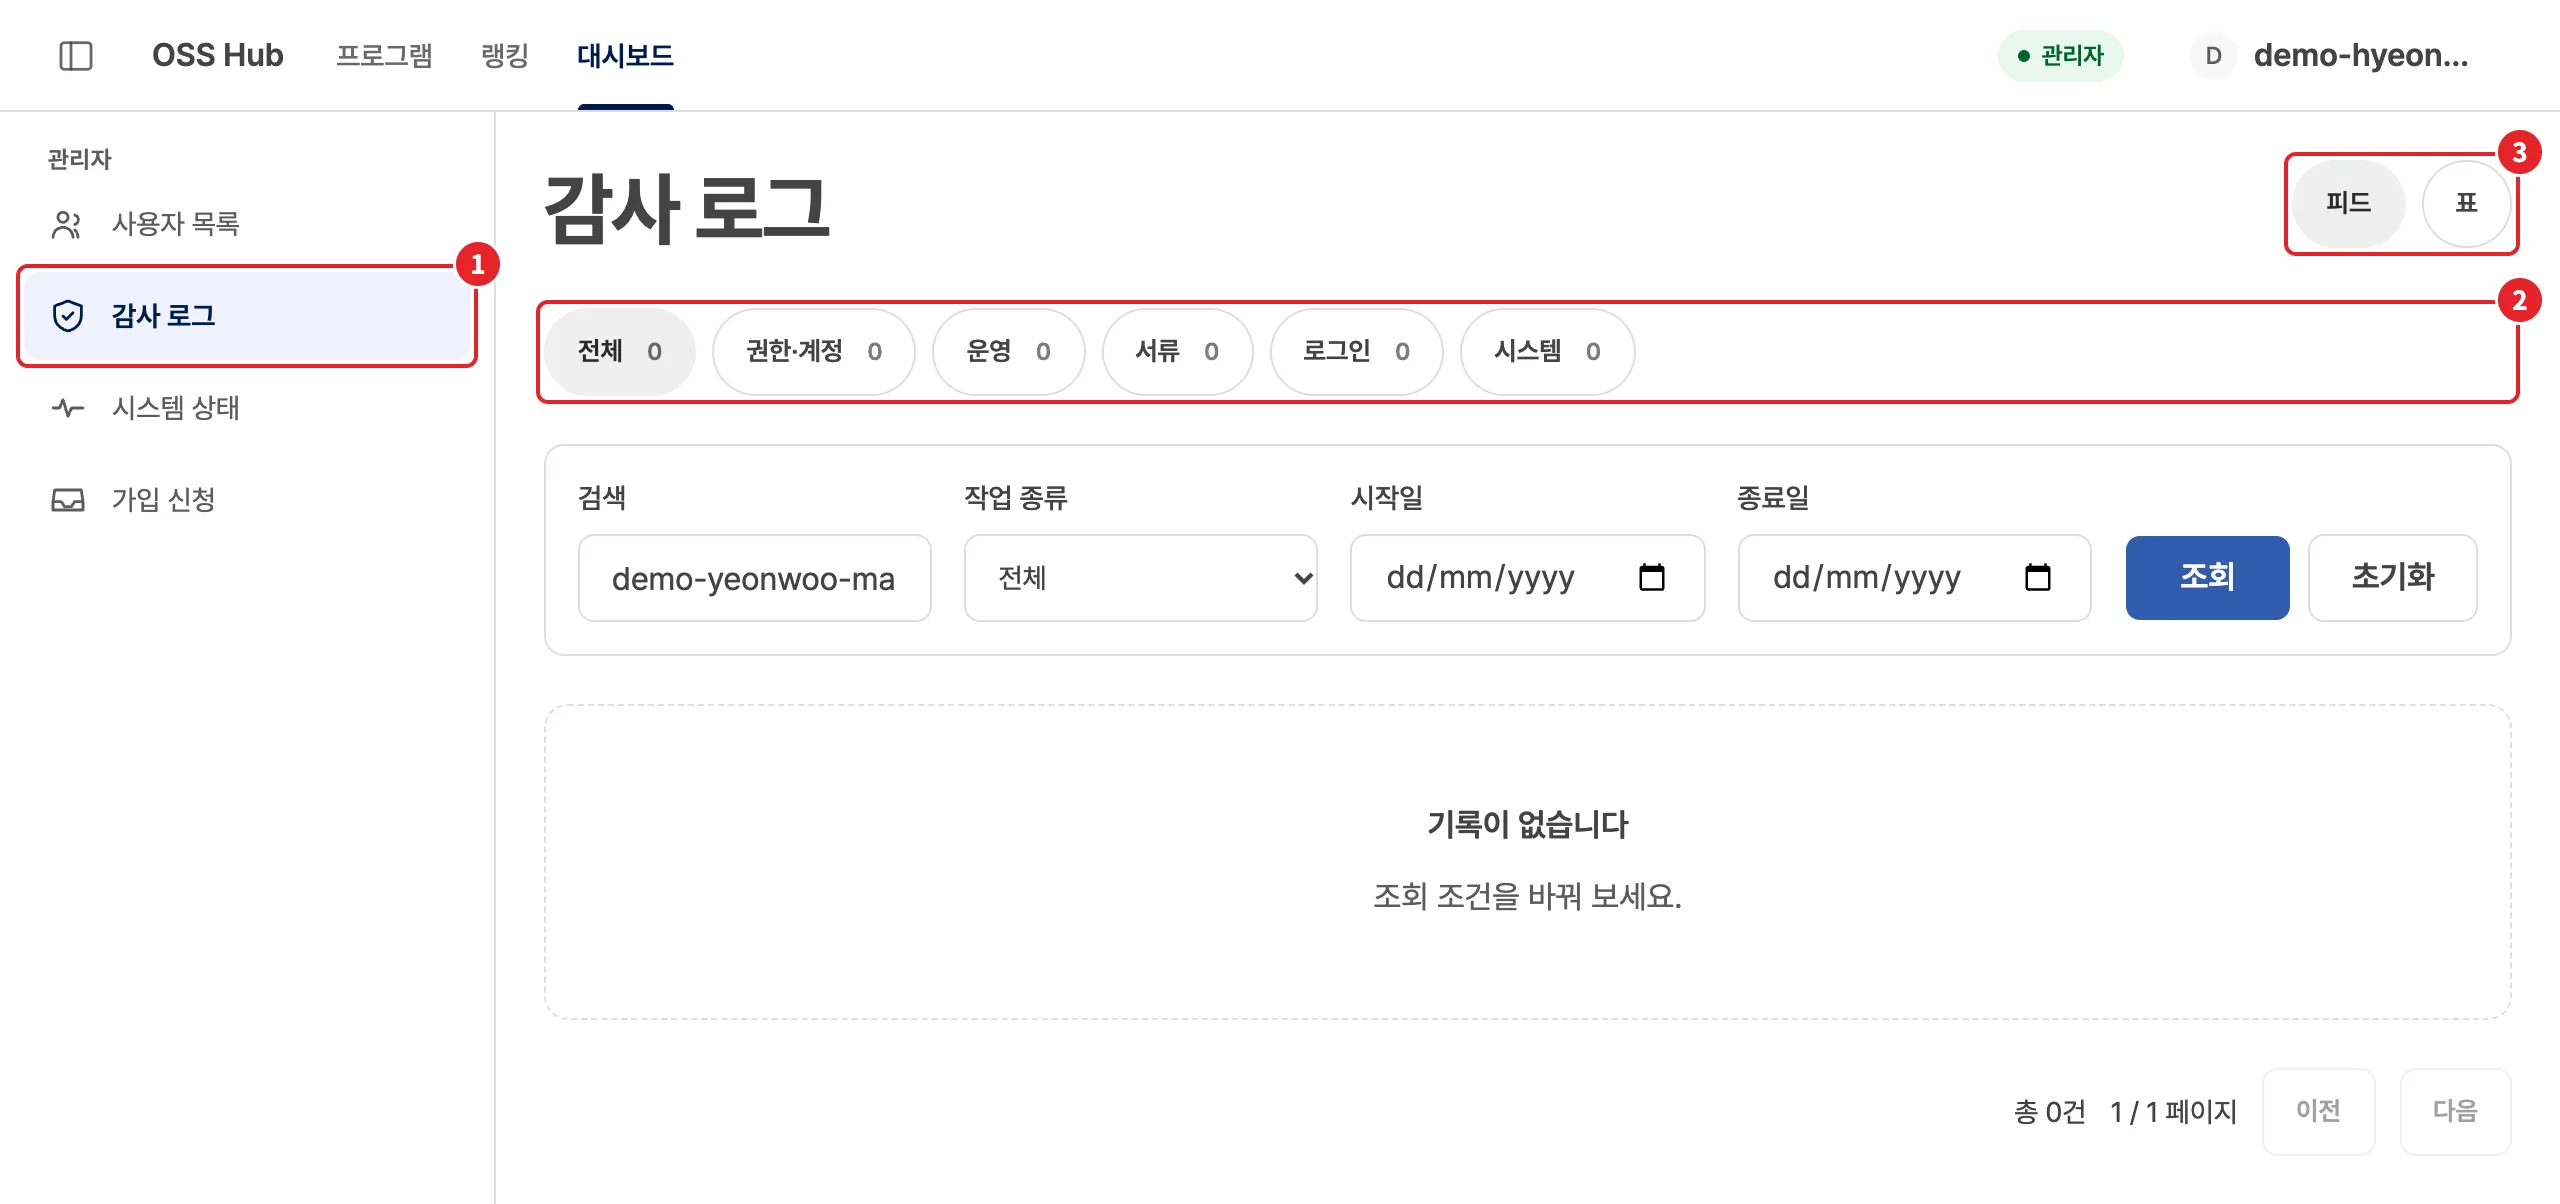 OSS Hub 프로그램 랭킹 대시보드 관리자 D demo-hyeon...
관리자
사용자 목록
감사 로그
시스템 상태
가입 신청
1
감사 로그
피드 표
3
2
전체 0 권한·계정 0 운영 0 서류 0 로그인 0 시스템 0
검색 작업 종류 시작일 종료일
demo-yeonwoo-ma 전체 dd/mm/yyyy dd/mm/yyyy 조회 초기화
기록이 없습니다
조회 조건을 바꿔 보세요.
총 0건 1 / 1 페이지 이전 다음